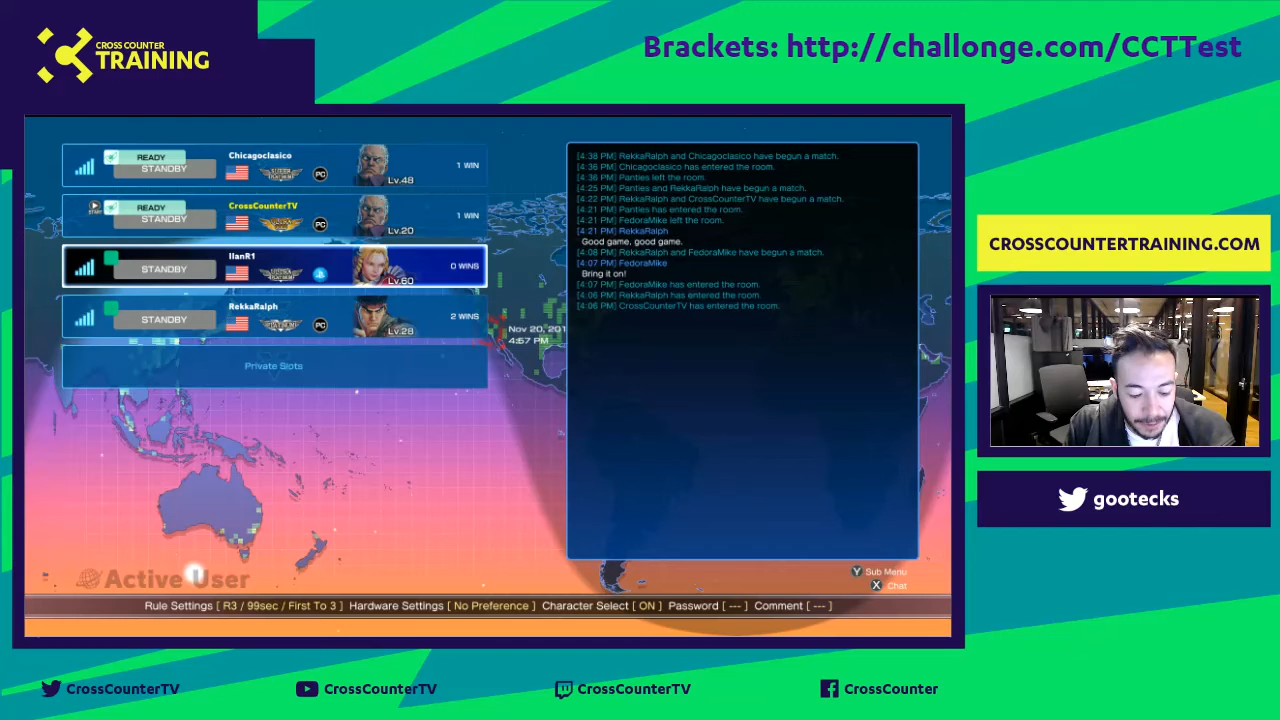 CROSS COUNTER
TRAINING
Brackets: http://challonge.com/CCTTest
READY
STANDBY
Chicagoclasico
PC
Lv.48
1 WIN
START
READY
STANDBY
CrossCounterTV
PC
Lv.20
1 WIN
STANDBY
IlanR1
Lv.60
0 WINS
STANDBY
RekkaRalph
PC
Lv.28
2 WINS
Private Slots
Nov 20, 201
4:57 PM
[4:38 PM] RekkaRalph and Chicagoclasico have begun a match.
[4:36 PM] Chicagoclasico has entered the room.
[4:36 PM] Panties left the room.
[4:25 PM] Panties and RekkaRalph have begun a match.
[4:22 PM] RekkaRalph and CrossCounterTV have begun a match.
[4:21 PM] Panties has entered the room.
[4:21 PM] FedoraMike left the room.
[4:21 PM] RekkaRalph
Good game, good game.
[4:08 PM] RekkaRalph and FedoraMike have begun a match.
[4:07 PM] FedoraMike
Bring it on!
[4:07 PM] FedoraMike has entered the room.
[4:06 PM] RekkaRalph has entered the room.
[4:06 PM] CrossCounterTV has entered the room.
Y Sub Menu
X Chat
Active User
Rule Settings [ R3 / 99sec / First To 3 ] Hardware Settings [ No Preference ] Character Select [ ON ] Password [ --- ] Comment [ --- ]
CROSSCOUNTERTRAINING.COM
gootecks
CrossCounterTV
CrossCounterTV
CrossCounterTV
CrossCounter